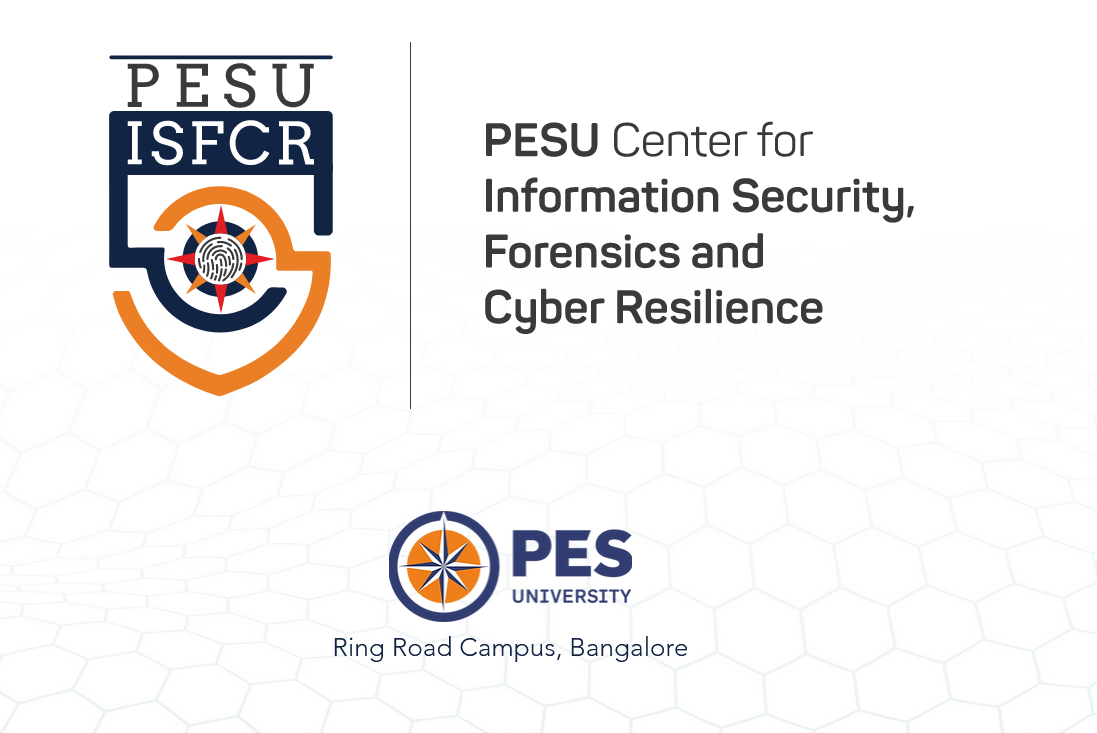 PESU
ISFCR
PESU Center for
Information Security,
Forensics and
Cyber Resilience
PES
UNIVERSITY
Ring Road Campus, Bangalore